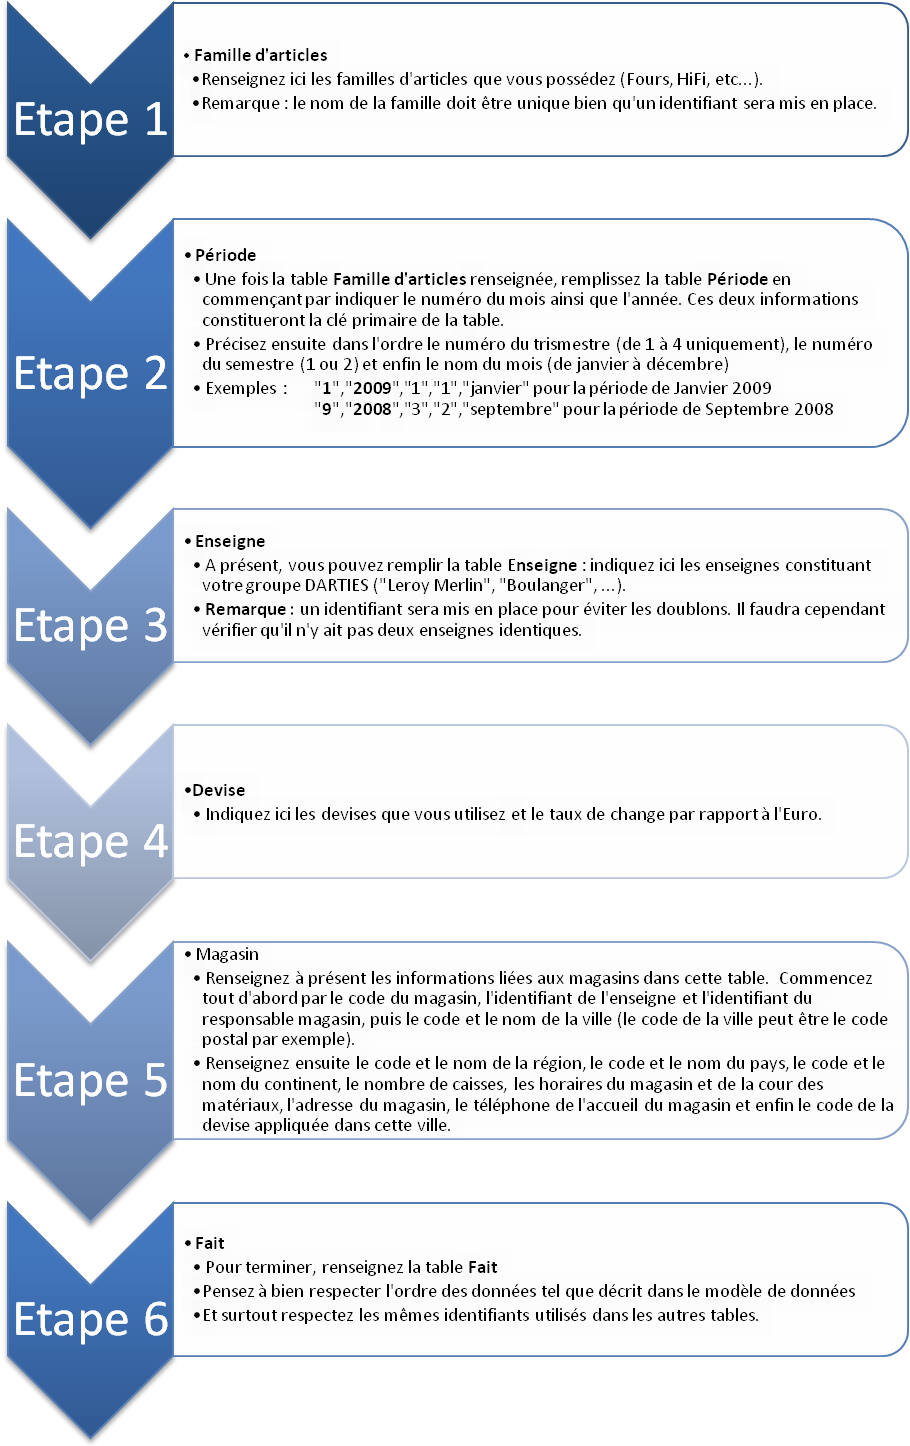 Etape 1
• Famille d'articles
•Renseignez ici les familles d'articles que vous possédez (Fours, HiFi, etc...).
•Remarque : le nom de la famille doit être unique bien qu'un identifiant sera mis en place.
Etape 2
• Période
• Une fois la table Famille d'articles renseignée, remplissez la table Période en
commençant par indiquer le numéro du mois ainsi que l'année. Ces deux informations
constitueront la clé primaire de la table.
• Précisez ensuite dans l'ordre le numéro du trismestre (de 1 à 4 uniquement), le numéro
du semestre (1 ou 2) et enfin le nom du mois (de janvier à décembre)
• Exemples : "1","2009","1","1","janvier" pour la période de Janvier 2009
"9","2008","3","2","septembre" pour la période de Septembre 2008
Etape 3
• Enseigne
• A présent, vous pouvez remplir la table Enseigne : indiquez ici les enseignes constituant
votre groupe DARTIES ("Leroy Merlin", "Boulanger", ...).
• Remarque : un identifiant sera mis en place pour éviter les doublons. Il faudra cependant
vérifier qu'il n'y ait pas deux enseignes identiques.
Etape 4
•Devise
• Indiquez ici les devises que vous utilisez et le taux de change par rapport à l'Euro.
Etape 5
• Magasin
• Renseignez à présent les informations liées aux magasins dans cette table. Commencez
tout d'abord par le code du magasin, l'identifiant de l'enseigne et l'identifiant du
responsable magasin, puis le code et le nom de la ville (le code de la ville peut être le code
postal par exemple).
• Renseignez ensuite le code et le nom de la région, le code et le nom du pays, le code et le
nom du continent, le nombre de caisses, les horaires du magasin et de la cour des
matériaux, l'adresse du magasin, le téléphone de l'accueil du magasin et enfin le code de la
devise appliquée dans cette ville.
Etape 6
• Fait
• Pour terminer, renseignez la table Fait
•Pensez à bien respecter l'ordre des données tel que décrit dans le modèle de données
•Et surtout respectez les mêmes identifiants utilisés dans les autres tables.